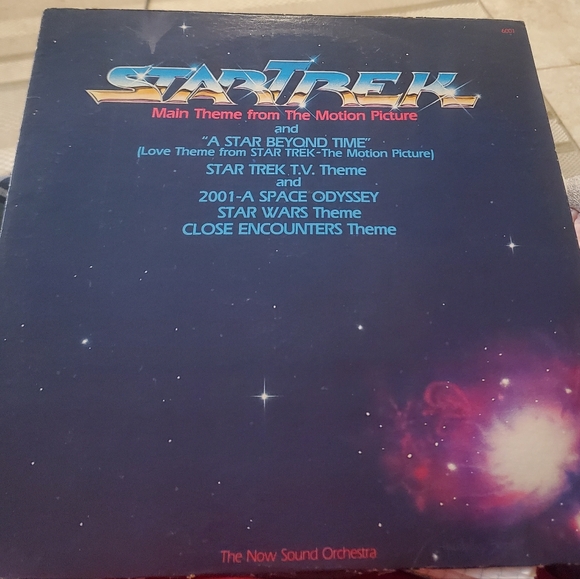 6001
STAR TREK
Main Theme from The Motion Picture
and
"A STAR BEYOND TIME"
(Love Theme from STAR TREK-The Motion Picture)
STAR TREK T.V. Theme
and
2001-A SPACE ODYSSEY
STAR WARS Theme
CLOSE ENCOUNTERS Theme
The Now Sound Orchestra